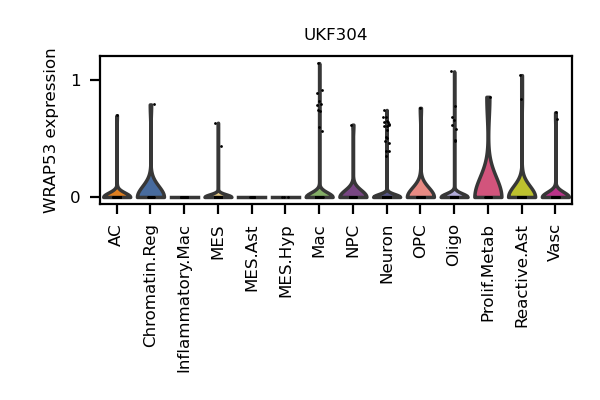 UKF304
WRAP53 expression
1
0
AC
Chromatin.Reg
Inflammatory.Mac
MES
MES.Ast
MES.Hyp
Mac
NPC
Neuron
OPC
Oligo
Prolif.Metab
Reactive.Ast
Vasc